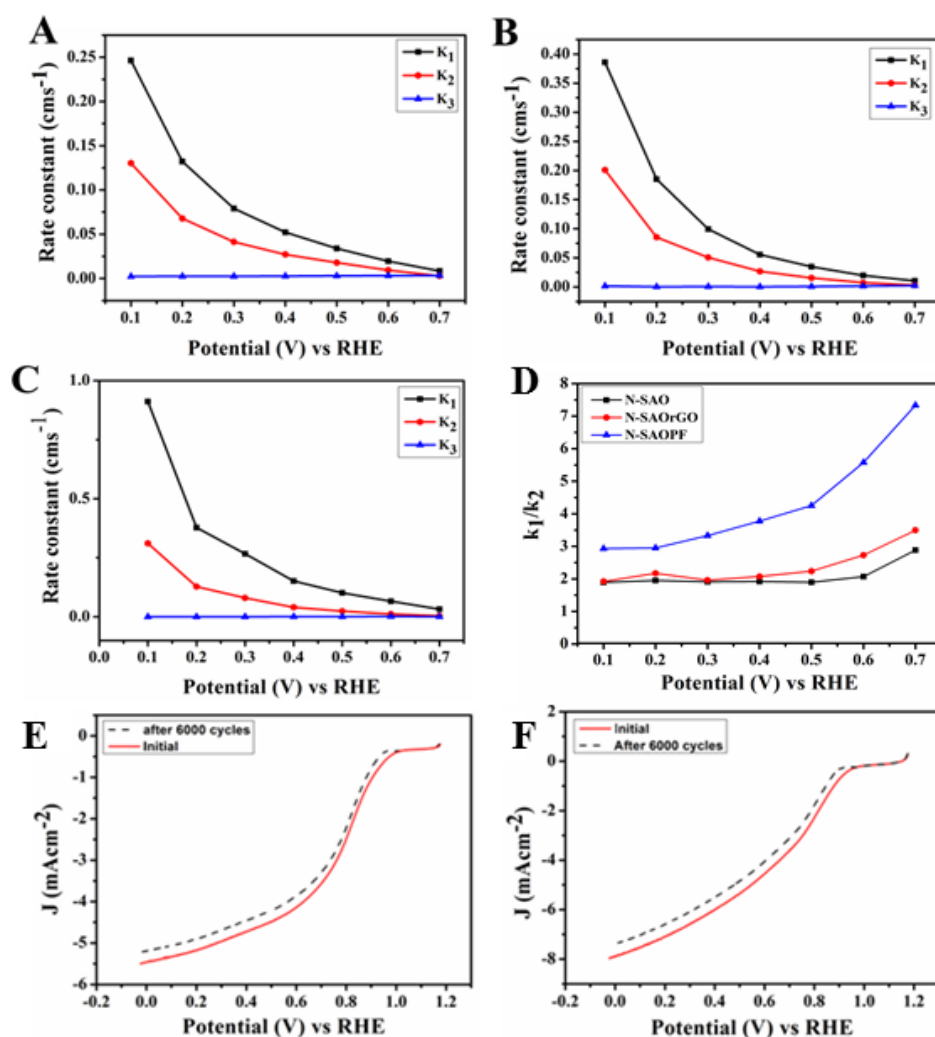 A
K1
K2
K3
Rate constant (cms-1)
0.25
0.20
0.15
0.10
0.05
0.00
0.1 0.2 0.3 0.4 0.5 0.6 0.7
Potential (V) vs RHE
B
K1
K2
K3
Rate constant (cms-1)
0.40
0.35
0.30
0.25
0.20
0.15
0.10
0.05
0.00
0.1 0.2 0.3 0.4 0.5 0.6 0.7
Potential (V) vs RHE
C
K1
K2
K3
Rate constant (cms-1)
1.0
0.5
0.0
0.0 0.1 0.2 0.3 0.4 0.5 0.6 0.7
Potential (V) vs RHE
D
N-SAO
N-SAOrGO
N-SAOPF
k1/k2
8
7
6
5
4
3
2
1
0
0.1 0.2 0.3 0.4 0.5 0.6 0.7
Potential (V) vs RHE
E
after 6000 cycles
Initial
J (mAcm-2)
0
-1
-2
-3
-4
-5
-6
-0.2 0.0 0.2 0.4 0.6 0.8 1.0 1.2
Potential (V) vs RHE
F
Initial
After 6000 cycles
J (mAcm-2)
2
0
-2
-4
-6
-8
-0.2 0.0 0.2 0.4 0.6 0.8 1.0 1.2
Potential (V) vs RHE